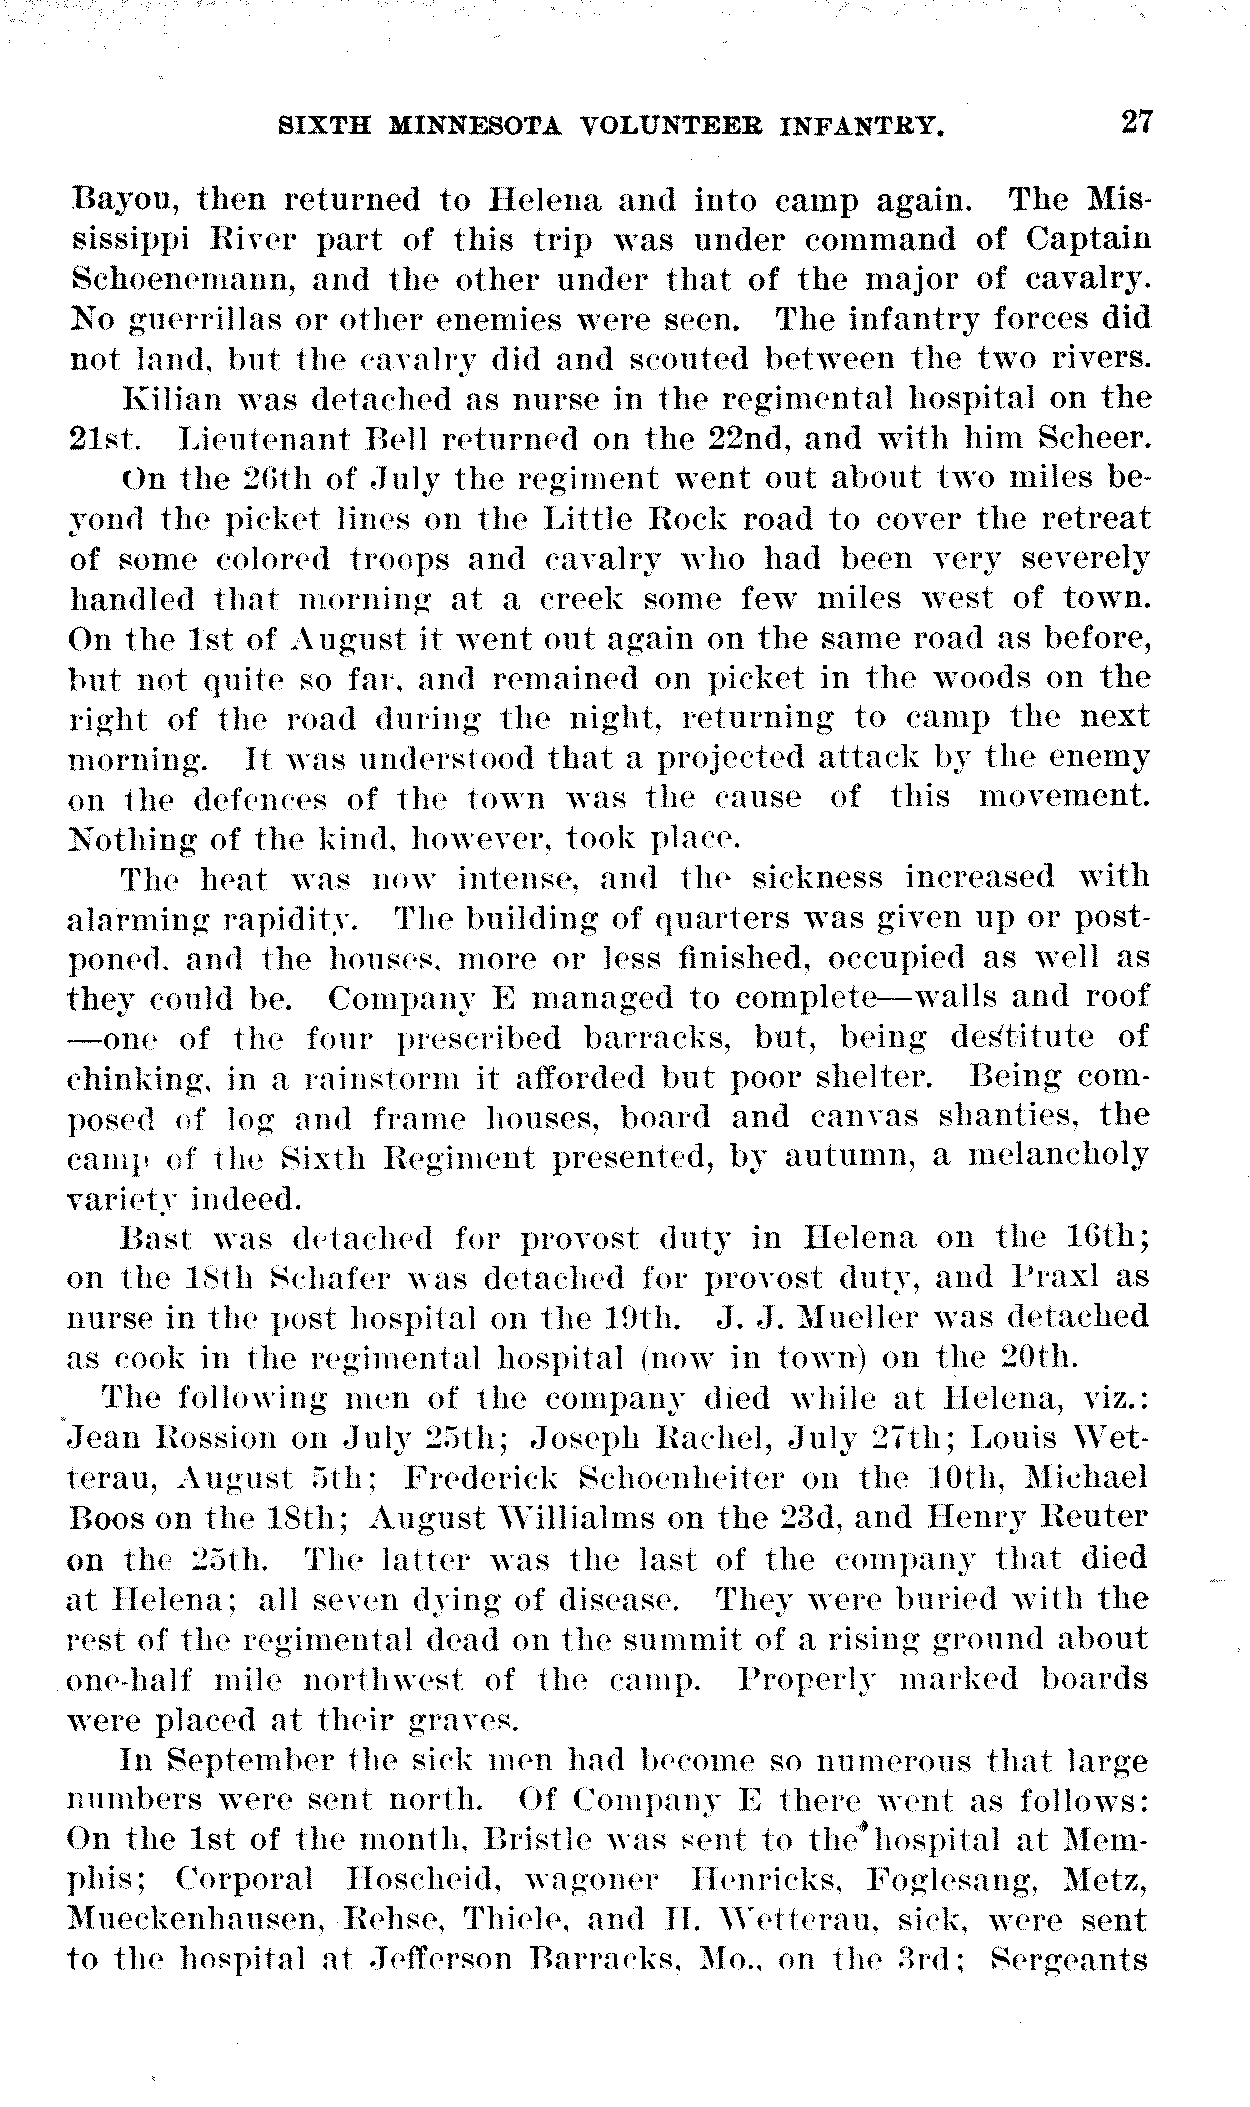 SIXTH MINNESOTA VOLUNTEER INFANTRY. 27
Bayou, then returned to Helena and into camp again. The Mis-
sissippi River part of this trip was under command of Captain
Schoenemann, and the other under that of the major of cavalry.
No guerrillas or other enemies were seen. The infantry forces did
not land, but the cavalry did and scouted between the two rivers.
Kilian was detached as nurse in the regimental hospital on the
21st. Lieutenant Bell returned on the 22nd, and with him Scheer.
On the 26th of July the regiment went out about two miles be-
yond the picket lines on the Little Rock road to cover the retreat
of some colored troops and cavalry who had been very severely
handled that morning at a creek some few miles west of town.
On the 1st of August it went out again on the same road as before,
but not quite so far, and remained on picket in the woods on the
right of the road during the night, returning to camp the next
morning. It was understood that a projected attack by the enemy
on the defences of the town was the cause of this movement.
Nothing of the kind, however, took place.
The heat was now intense, and the sickness increased with
alarming rapidity. The building of quarters was given up or post-
poned, and the houses, more or less finished, occupied as well as
they could be. Company E managed to complete—walls and roof
—one of the four prescribed barracks, but, being destitute of
chinking, in a rainstorm it afforded but poor shelter. Being com-
posed of log and frame houses, board and canvas shanties, the
camp of the Sixth Regiment presented, by autumn, a melancholy
variety indeed.
Bast was detached for provost duty in Helena on the 16th;
on the 18th Schafer was detached for provost duty, and Praxl as
nurse in the post hospital on the 19th. J. J. Mueller was detached
as cook in the regimental hospital (now in town) on the 20th.
The following men of the company died while at Helena, viz.:
Jean Rossion on July 25th; Joseph Rachel, July 27th; Louis Wet-
terau, August 5th; Frederick Schoenheiter on the 10th, Michael
Boos on the 18th; August Willialms on the 23d, and Henry Reuter
on the 25th. The latter was the last of the company that died
at Helena; all seven dying of disease. They were buried with the
rest of the regimental dead on the summit of a rising ground about
one-half mile northwest of the camp. Properly marked boards
were placed at their graves.
In September the sick men had become so numerous that large
numbers were sent north. Of Company E there went as follows:
On the 1st of the month, Bristle was sent to the hospital at Mem-
phis; Corporal Hoscheid, wagoner Henricks, Foglesang, Metz,
Mueckenhausen, Rehse, Thiele, and H. Wetterau, sick, were sent
to the hospital at Jefferson Barracks, Mo., on the 3rd; Sergeants